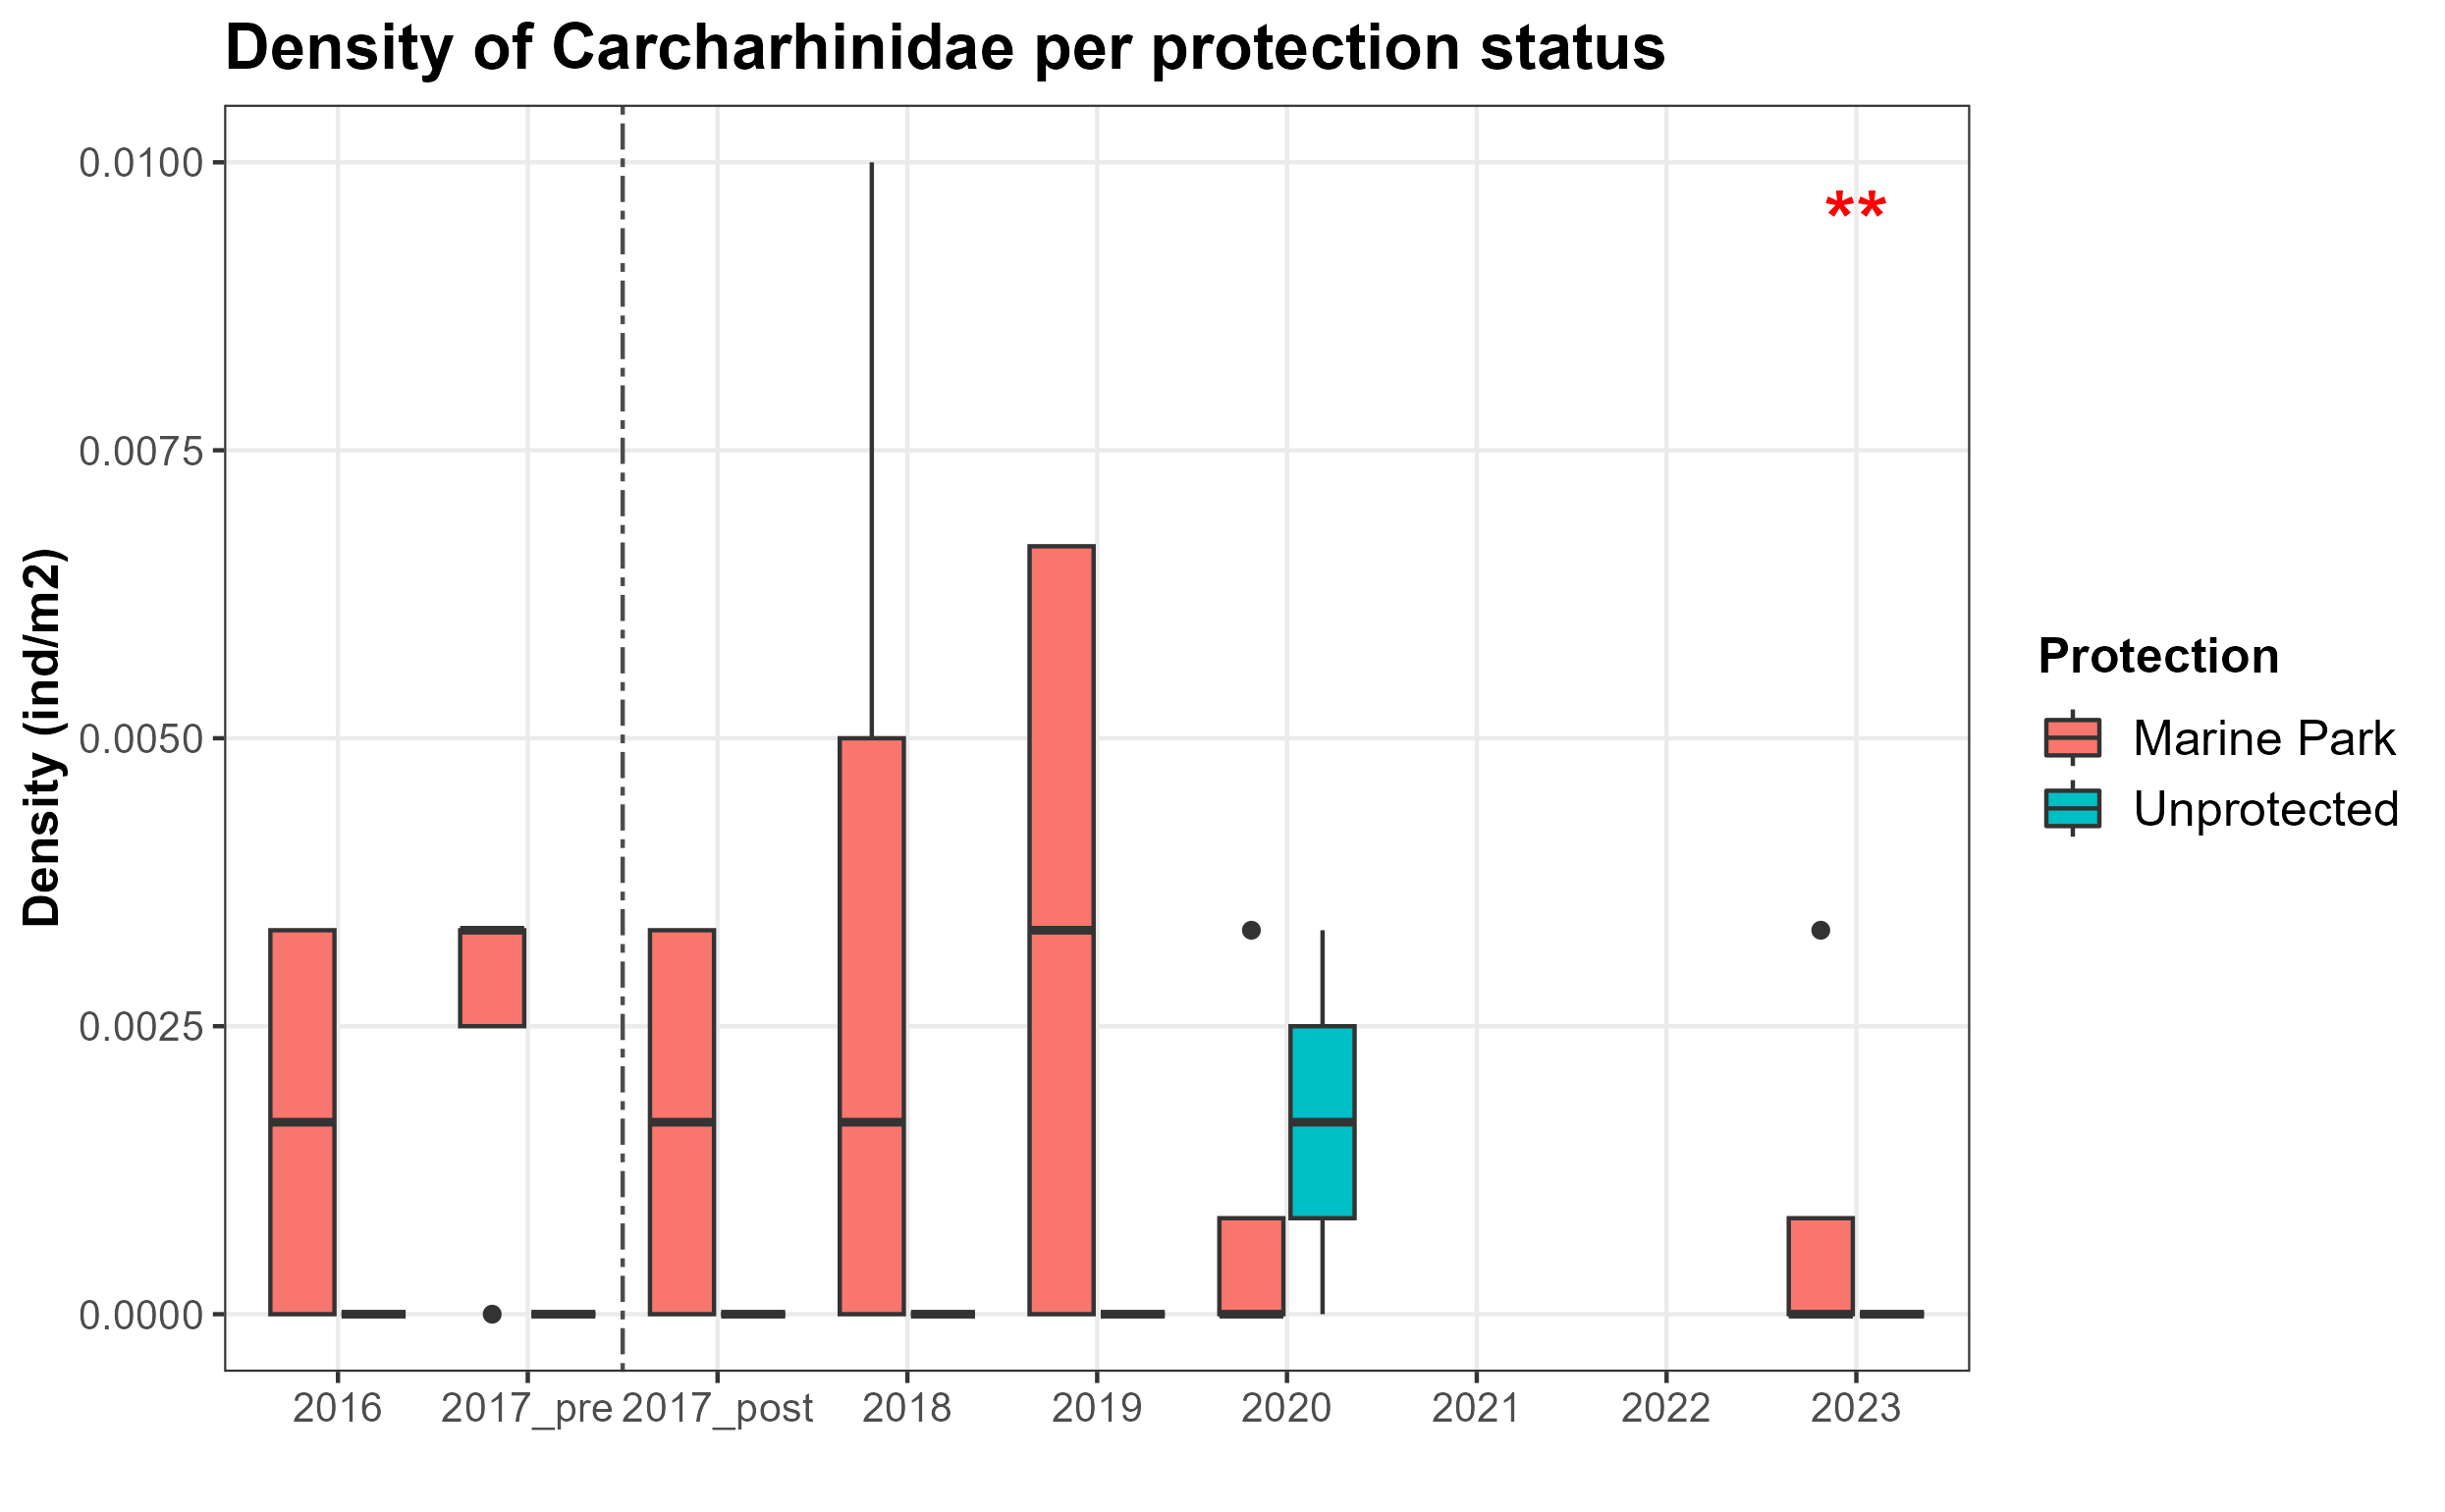 Density of Carcharhinidae per protection status
Density (ind/m2)
0.0100
0.0075
0.0050
0.0025
0.0000
**
2016
2017_pre
2017_post
2018
2019
2020
2021
2022
2023
Protection
Marine Park
Unprotected